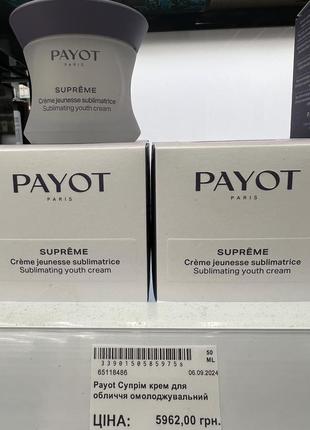 PAYOT
PARIS
SUPRÊME
Crème jeunesse sublimatrice
Sublimating youth cream
PAYOT
PARIS
SUPRÊME
Crème jeunesse sublimatrice
Sublimating youth cream
PAYOT
PARIS
SUPRÊME
Crème jeunesse sublimatrice
Sublimating youth cream
3390150585975s
50
ML
65118486
06.09.2024
Payot Супрім крем для
обличчя омолоджувальний
ЦІНА: 5962,00 грн.